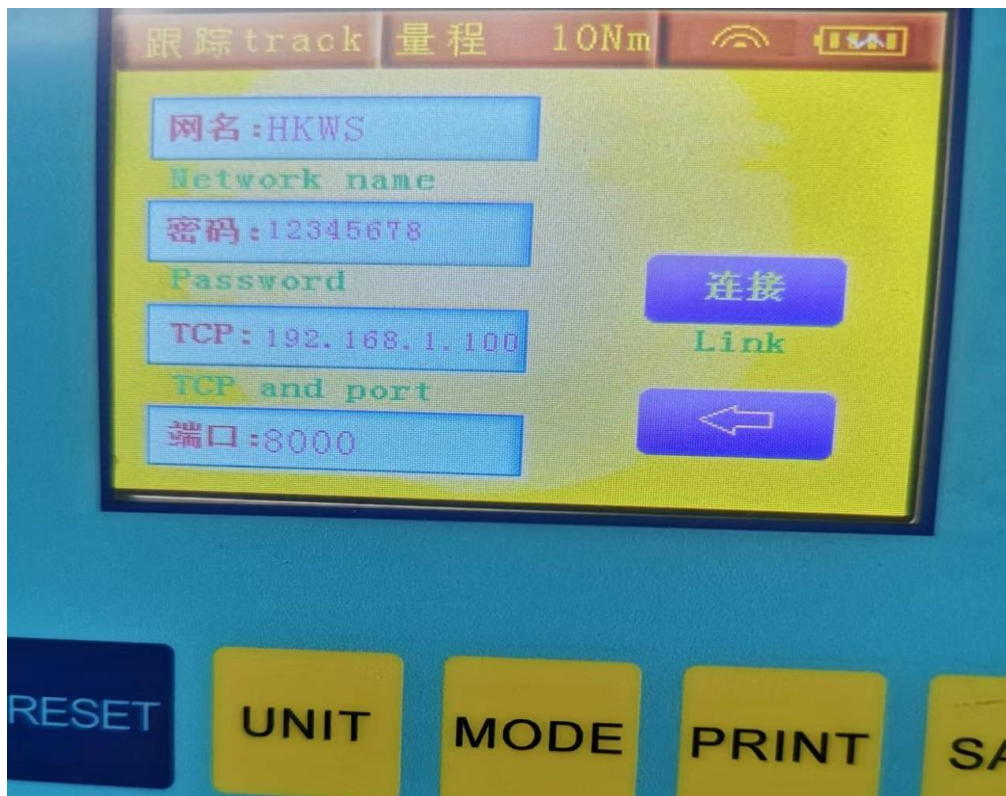 跟踪track 量程 10Nm
网名:HKWS
Network name
密码:12345678
Password
连接
TCP:192.168.1.100
Link
TCP and port
端口:8000
RESET UNIT MODE PRINT SA